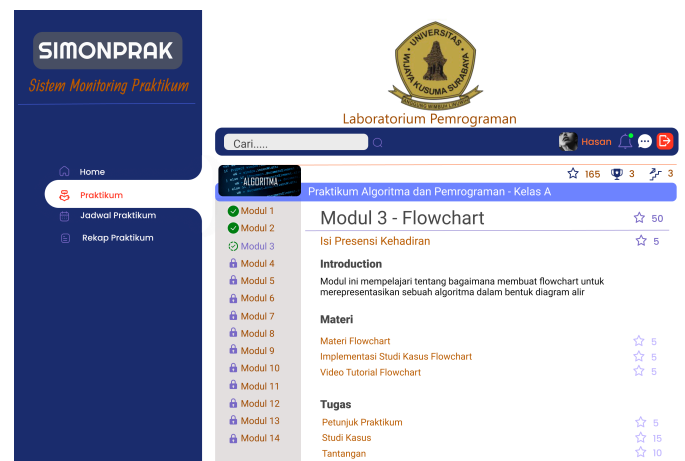 SIMONPRAK
Sistem Monitoring Praktikum
Home
Praktikum
Jadwal Praktikum
Rekap Praktikum
UNIVERSITAS
WIJAYA KUSUMA SURABAYA
Laboratorium Pemrograman
Cari.....
Hasan
165
3
3
ALGORITMA
Praktikum Algoritma dan Pemrograman - Kelas A
Modul 1
Modul 2
Modul 3
Modul 4
Modul 5
Modul 6
Modul 7
Modul 8
Modul 9
Modul 10
Modul 11
Modul 12
Modul 13
Modul 14
Modul 3 - Flowchart 50
Isi Presensi Kehadiran 5
Introduction
Modul ini mempelajari tentang bagaimana membuat flowchart untuk
merepresentasikan sebuah algoritma dalam bentuk diagram alir
Materi
Materi Flowchart 5
Implementasi Studi Kasus Flowchart 5
Video Tutorial Flowchart 5
Tugas
Petunjuk Praktikum 5
Studi Kasus 15
Tantangan 10